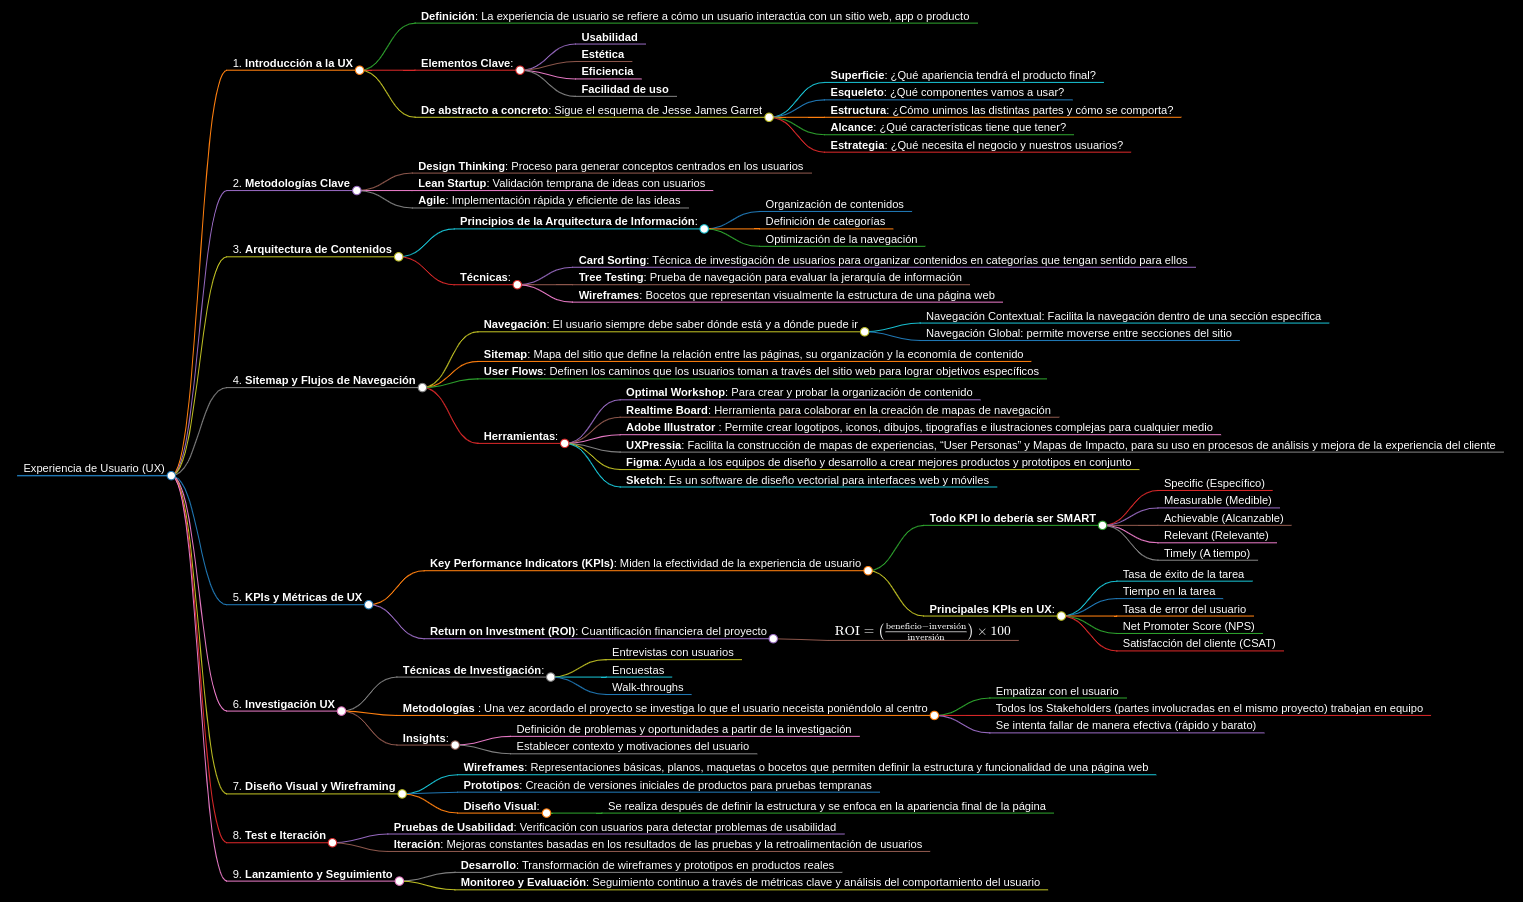 Experiencia de Usuario (UX)
1. Introducción a la UX
Definición: La experiencia de usuario se refiere a cómo un usuario interactúa con un sitio web, app o producto
Elementos Clave:
Usabilidad
Estética
Eficiencia
Facilidad de uso
De abstracto a concreto: Sigue el esquema de Jesse James Garret
Superficie: ¿Qué apariencia tendrá el producto final?
Esqueleto: ¿Qué componentes vamos a usar?
Estructura: ¿Cómo unimos las distintas partes y cómo se comporta?
Alcance: ¿Qué características tiene que tener?
Estrategia: ¿Qué necesita el negocio y nuestros usuarios?
2. Metodologías Clave
Design Thinking: Proceso para generar conceptos centrados en los usuarios
Lean Startup: Validación temprana de ideas con usuarios
Agile: Implementación rápida y eficiente de las ideas
3. Arquitectura de Contenidos
Principios de la Arquitectura de Información:
Organización de contenidos
Definición de categorías
Optimización de la navegación
Técnicas:
Card Sorting: Técnica de investigación de usuarios para organizar contenidos en categorías que tengan sentido para ellos
Tree Testing: Prueba de navegación para evaluar la jerarquía de información
Wireframes: Bocetos que representan visualmente la estructura de una página web
4. Sitemap y Flujos de Navegación
Navegación: El usuario siempre debe saber dónde está y a dónde puede ir
Navegación Contextual: Facilita la navegación dentro de una sección específica
Navegación Global: permite moverse entre secciones del sitio
Sitemap: Mapa del sitio que define la relación entre las páginas, su organización y la economía de contenido
User Flows: Definen los caminos que los usuarios toman a través del sitio web para lograr objetivos específicos
Herramientas:
Optimal Workshop: Para crear y probar la organización de contenido
Realtime Board: Herramienta para colaborar en la creación de mapas de navegación
Adobe Illustrator : Permite crear logotipos, iconos, dibujos, tipografías e ilustraciones complejas para cualquier medio
UXPressia: Facilita la construcción de mapas de experiencias, “User Personas” y Mapas de Impacto, para su uso en procesos de análisis y mejora de la experiencia del cliente
Figma: Ayuda a los equipos de diseño y desarrollo a crear mejores productos y prototipos en conjunto
Sketch: Es un software de diseño vectorial para interfaces web y móviles
5. KPIs y Métricas de UX
Key Performance Indicators (KPIs): Miden la efectividad de la experiencia de usuario
Todo KPI lo debería ser SMART
Specific (Específico)
Measurable (Medible)
Achievable (Alcanzable)
Relevant (Relevante)
Timely (A tiempo)
Principales KPIs en UX:
Tasa de éxito de la tarea
Tiempo en la tarea
Tasa de error del usuario
Net Promoter Score (NPS)
Satisfacción del cliente (CSAT)
Return on Investment (ROI): Cuantificación financiera del proyecto
ROI = (beneficio−inversión / inversión) × 100
6. Investigación UX
Técnicas de Investigación:
Entrevistas con usuarios
Encuestas
Walk-throughs
Metodologías : Una vez acordado el proyecto se investiga lo que el usuario neceista poniéndolo al centro
Empatizar con el usuario
Todos los Stakeholders (partes involucradas en el mismo proyecto) trabajan en equipo
Se intenta fallar de manera efectiva (rápido y barato)
Insights:
Definición de problemas y oportunidades a partir de la investigación
Establecer contexto y motivaciones del usuario
7. Diseño Visual y Wireframing
Wireframes: Representaciones básicas, planos, maquetas o bocetos que permiten definir la estructura y funcionalidad de una página web
Prototipos: Creación de versiones iniciales de productos para pruebas tempranas
Diseño Visual:
Se realiza después de definir la estructura y se enfoca en la apariencia final de la página
8. Test e Iteración
Pruebas de Usabilidad: Verificación con usuarios para detectar problemas de usabilidad
Iteración: Mejoras constantes basadas en los resultados de las pruebas y la retroalimentación de usuarios
9. Lanzamiento y Seguimiento
Desarrollo: Transformación de wireframes y prototipos en productos reales
Monitoreo y Evaluación: Seguimiento continuo a través de métricas clave y análisis del comportamiento del usuario